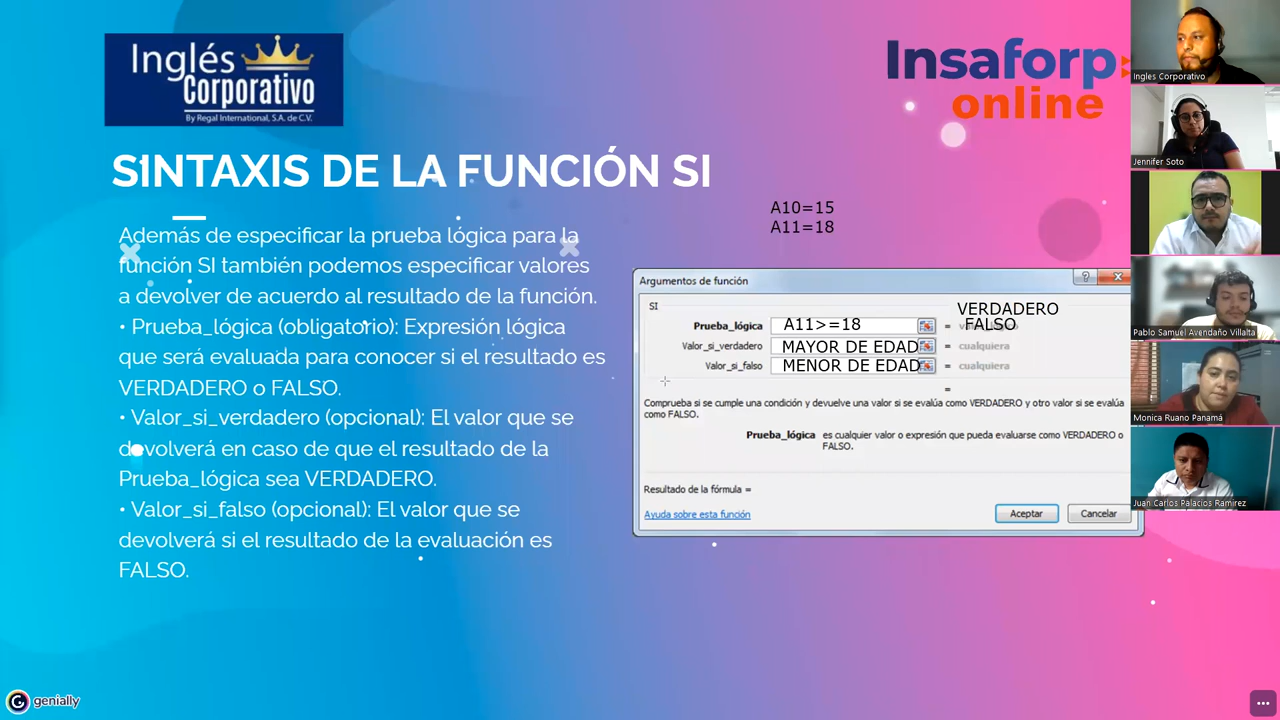 Inglés
Corporativo
By Regal International, S.A. de C.V.
Insaforp
online
SINTAXIS DE LA FUNCIÓN SI
Además de especificar la prueba lógica para la
función SI también podemos especificar valores
a devolver de acuerdo al resultado de la función.
• Prueba_lógica (obligatorio): Expresión lógica
que será evaluada para conocer si el resultado es
VERDADERO o FALSO.
• Valor_si_verdadero (opcional): El valor que se
devolverá en caso de que el resultado de la
Prueba_lógica sea VERDADERO.
• Valor_si_falso (opcional): El valor que se
devolverá si el resultado de la evaluación es
FALSO.
A10=15
A11=18
Argumentos de función
SI
VERDADERO
FALSO
Prueba_lógica A11>=18 =
Valor_si_verdadero MAYOR DE EDAD = cualquiera
Valor_si_falso MENOR DE EDAD = cualquiera
=
Comprueba si se cumple una condición y devuelve una valor si se evalúa como VERDADERO y otro valor si se evalúa
como FALSO.
Prueba_lógica es cualquier valor o expresión que pueda evaluarse como VERDADERO o
FALSO.
Resultado de la fórmula =
Ayuda sobre esta función
Aceptar
Cancelar
Ingles Corporativo
Jennifer Soto
Pablo Samuel Avendaño Villalta
Monica Ruano Panamá
Juan Carlos Palacios Ramirez
genially